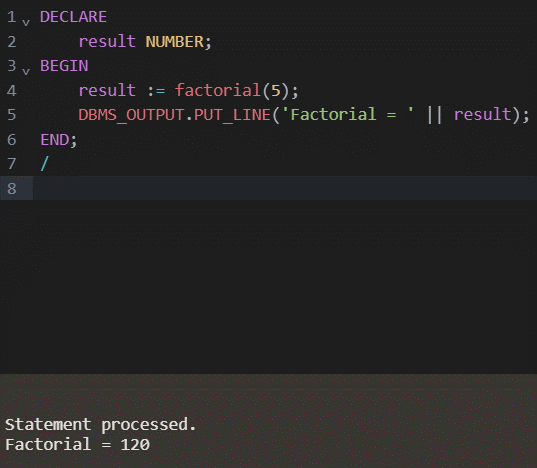 1 DECLARE
2     result NUMBER;
3 BEGIN
4     result := factorial(5);
5     DBMS_OUTPUT.PUT_LINE('Factorial = ' || result);
6 END;
7 /
8
Statement processed.
Factorial = 120